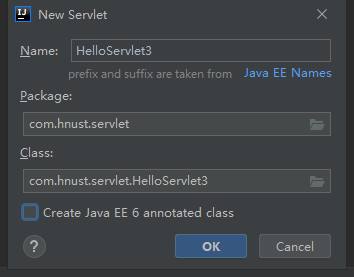 New Servlet
Name: HelloServlet3
prefix and suffix are taken from Java EE Names
Package:
com.hnust.servlet
Class:
com.hnust.servlet.HelloServlet3
Create Java EE 6 annotated class
? OK Cancel